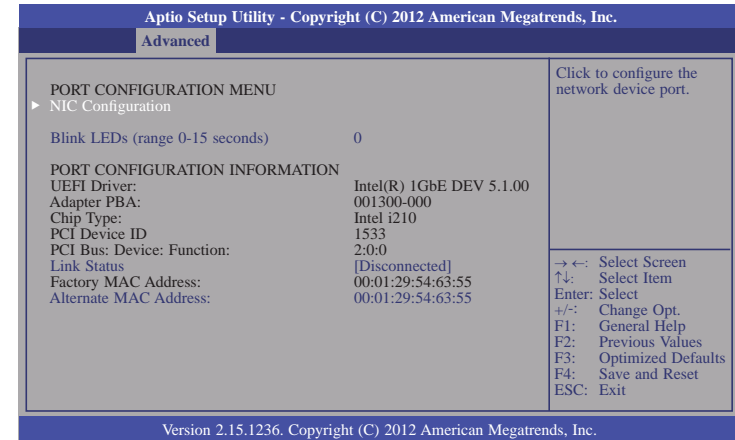 Aptio Setup Utility - Copyright (C) 2012 American Megatrends, Inc.
Advanced
PORT CONFIGURATION MENU
► NIC Configuration
Blink LEDs (range 0-15 seconds) 0
PORT CONFIGURATION INFORMATION
UEFI Driver: Intel(R) 1GbE DEV 5.1.00
Adapter PBA: 001300-000
Chip Type: Intel i210
PCI Device ID 1533
PCI Bus: Device: Function: 2:0:0
Link Status [Disconnected]
Factory MAC Address: 00:01:29:54:63:55
Alternate MAC Address: 00:01:29:54:63:55
Click to configure the
network device port.
→ ←: Select Screen
↑↓: Select Item
Enter: Select
+/-: Change Opt.
F1: General Help
F2: Previous Values
F3: Optimized Defaults
F4: Save and Reset
ESC: Exit
Version 2.15.1236. Copyright (C) 2012 American Megatrends, Inc.